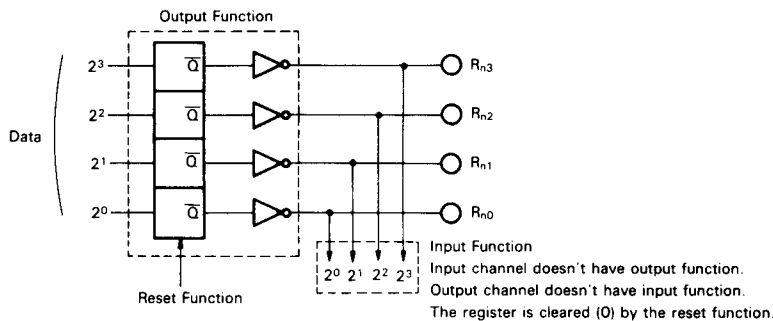 Output Function
2³ Q̅ Rn3
2² Q̅ Rn2
Data
2¹ Q̅ Rn1
2⁰ Q̅ Rn0
Input Function
2⁰ 2¹ 2² 2³
Input channel doesn't have output function.
Reset Function
Output channel doesn't have input function.
The register is cleared (0) by the reset function.